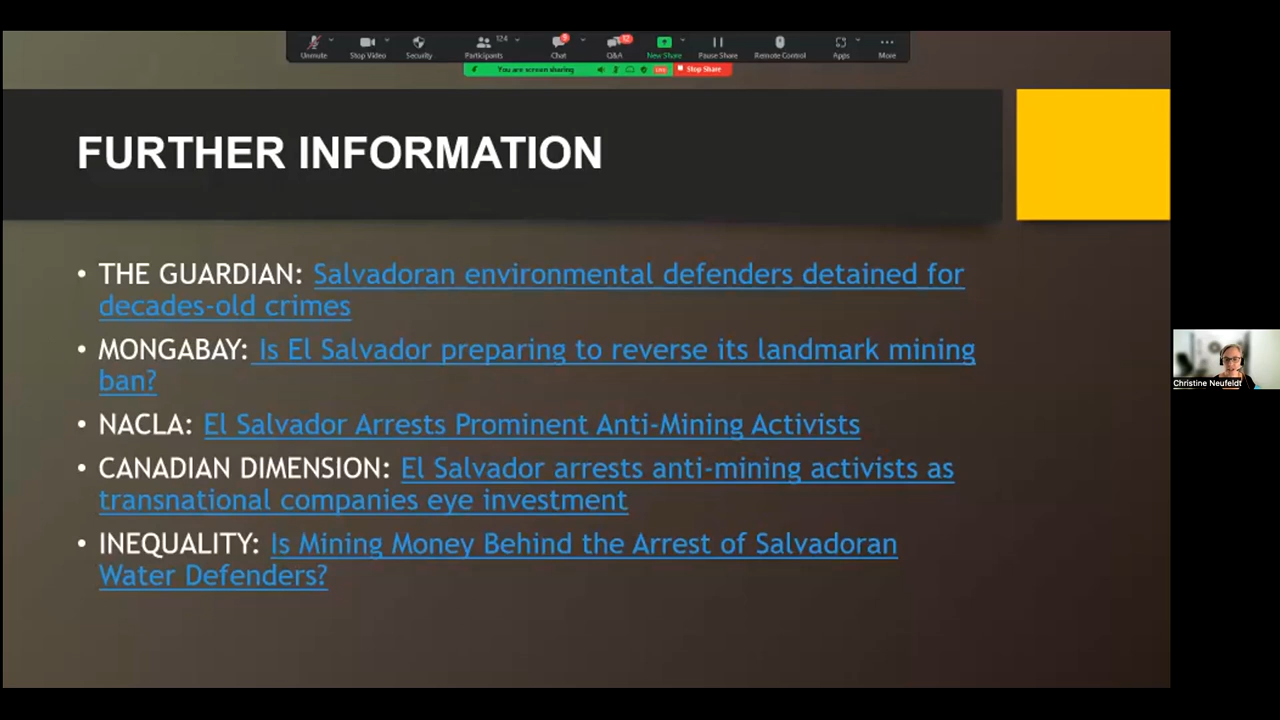 Unmute
Stop Video
Security
Participants
124
Chat
9
Q&A
12
New Share
Pause Share
Remote Control
Apps
More
You are screen sharing
LIVE
Stop Share
FURTHER INFORMATION
• THE GUARDIAN: Salvadoran environmental defenders detained for
decades-old crimes
• MONGABAY: Is El Salvador preparing to reverse its landmark mining
ban?
• NACLA: El Salvador Arrests Prominent Anti-Mining Activists
• CANADIAN DIMENSION: El Salvador arrests anti-mining activists as
transnational companies eye investment
• INEQUALITY: Is Mining Money Behind the Arrest of Salvadoran
Water Defenders?
Christine Neufeldt